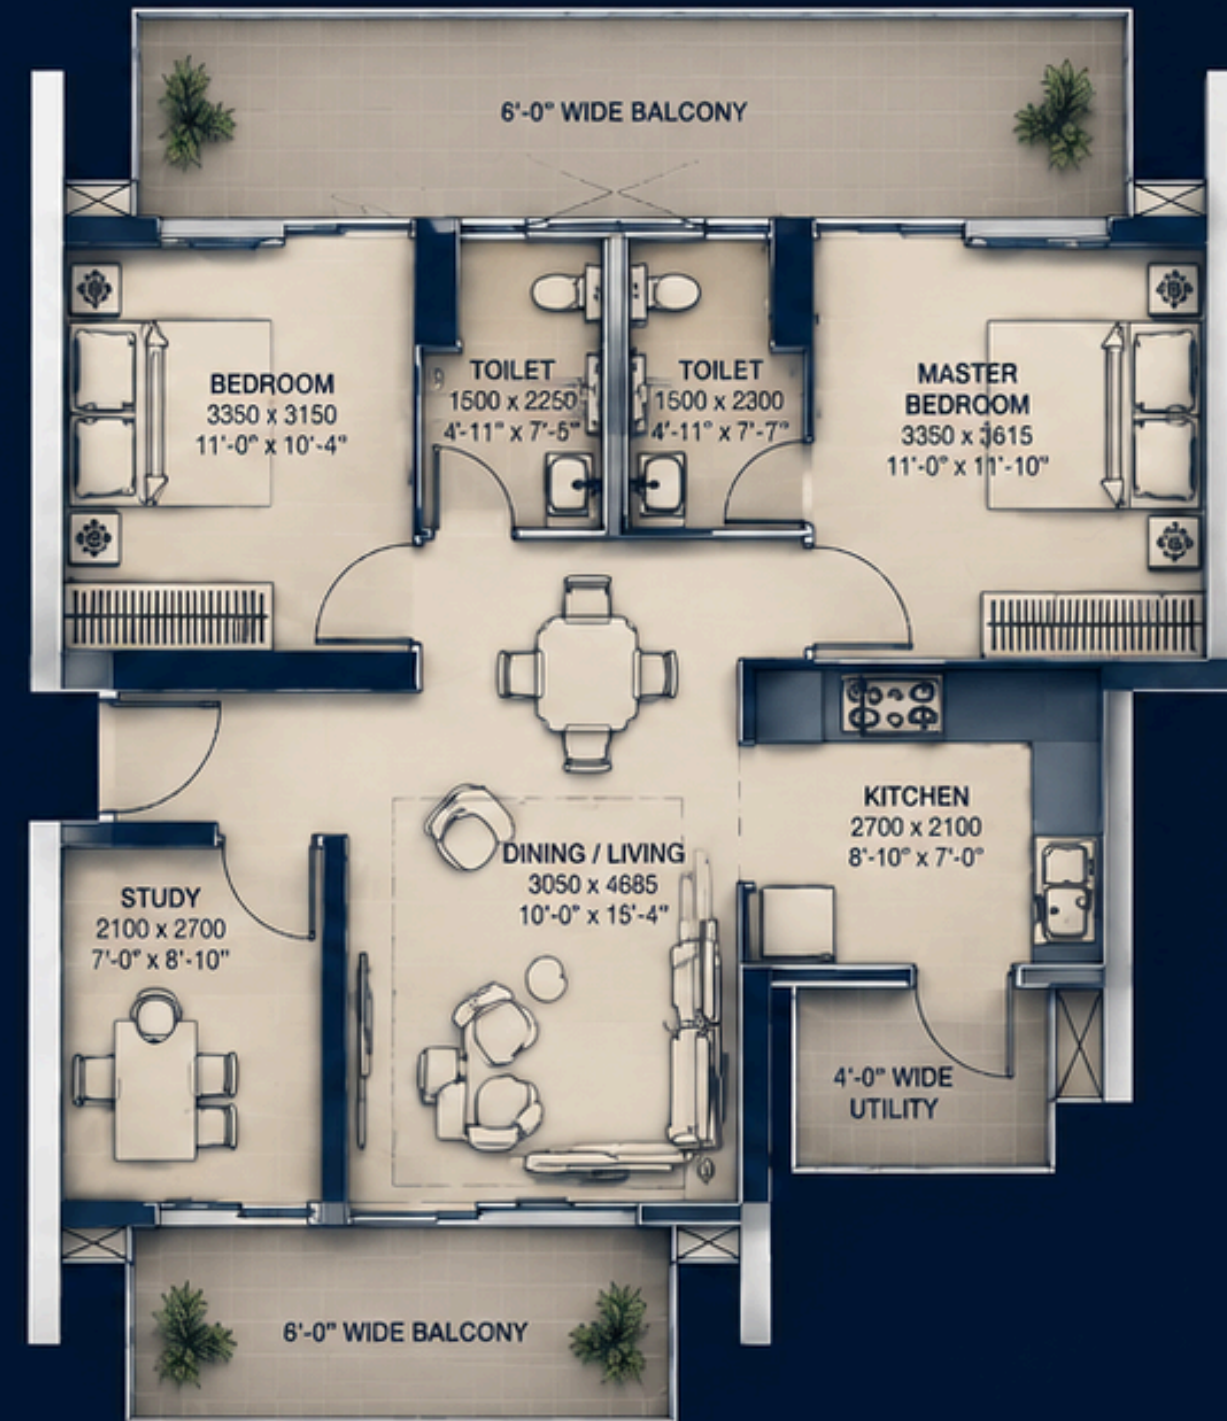 6'-0" WIDE BALCONY
BEDROOM
3350 x 3150
11'-0" x 10'-4"
TOILET
1500 x 2250
4'-11" x 7'-5"
TOILET
1500 x 2300
4'-11" x 7'-7"
MASTER
BEDROOM
3350 x 3615
11'-0" x 11'-10"
KITCHEN
2700 x 2100
8'-10" x 7'-0"
DINING / LIVING
3050 x 4685
10'-0" x 15'-4"
STUDY
2100 x 2700
7'-0" x 8'-10"
4'-0" WIDE
UTILITY
6'-0" WIDE BALCONY